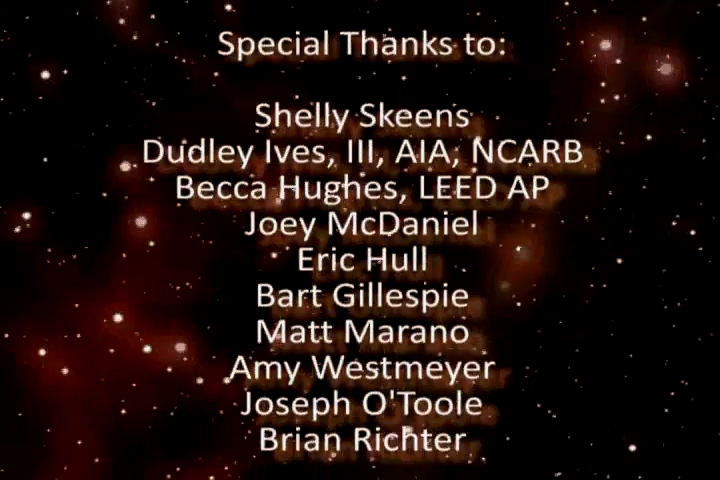 Special Thanks to:
Shelly Skeens
Dudley Ives, III, AIA, NCARB
Becca Hughes, LEED AP
Joey McDaniel
Eric Hull
Bart Gillespie
Matt Marano
Amy Westmeyer
Joseph O'Toole
Brian Richter